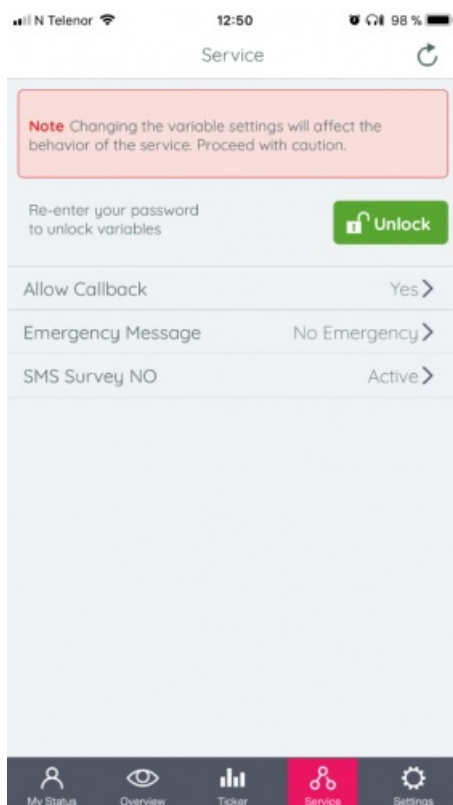 N Telenor 12:50 98 %
Service
Note Changing the variable settings will affect the
behavior of the service. Proceed with caution.
Re-enter your password
to unlock variables
Unlock
Allow Callback Yes
Emergency Message No Emergency
SMS Survey NO Active
My Status Overview Ticker Service Settings